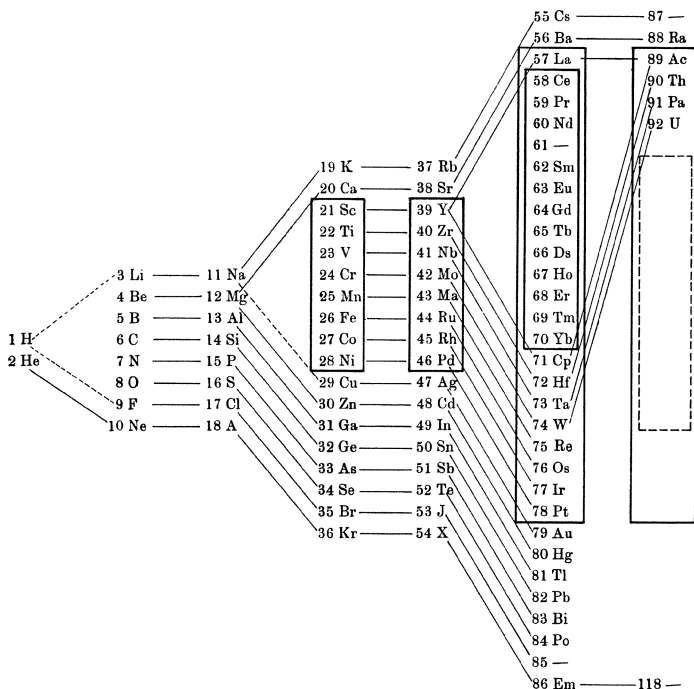 1 H
2 He
3 Li
4 Be
5 B
6 C
7 N
8 O
9 F
10 Ne
11 Na
12 Mg
13 Al
14 Si
15 P
16 S
17 Cl
18 A
19 K
20 Ca
21 Sc
22 Ti
23 V
24 Cr
25 Mn
26 Fe
27 Co
28 Ni
29 Cu
30 Zn
31 Ga
32 Ge
33 As
34 Se
35 Br
36 Kr
37 Rb
38 Sr
39 Y
40 Zr
41 Nb
42 Mo
43 Ma
44 Ru
45 Rh
46 Pd
47 Ag
48 Cd
49 In
50 Sn
51 Sb
52 Te
53 J
54 X
55 Cs
56 Ba
57 La
58 Ce
59 Pr
60 Nd
61 —
62 Sm
63 Eu
64 Gd
65 Tb
66 Ds
67 Ho
68 Er
69 Tm
70 Yb
71 Cp
72 Hf
73 Ta
74 W
75 Re
76 Os
77 Ir
78 Pt
79 Au
80 Hg
81 Tl
82 Pb
83 Bi
84 Po
85 —
86 Em
87 —
88 Ra
89 Ac
90 Th
91 Pa
92 U
118 —